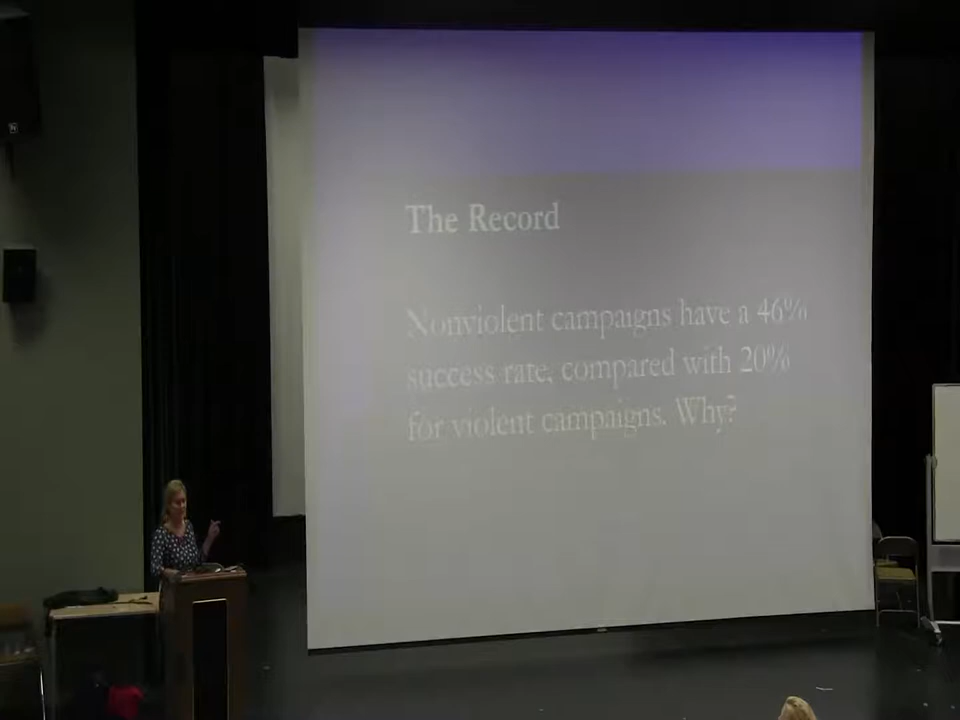 The Record
Nonviolent campaigns have a 46%
success rate, compared with 20%
for violent campaigns. Why?